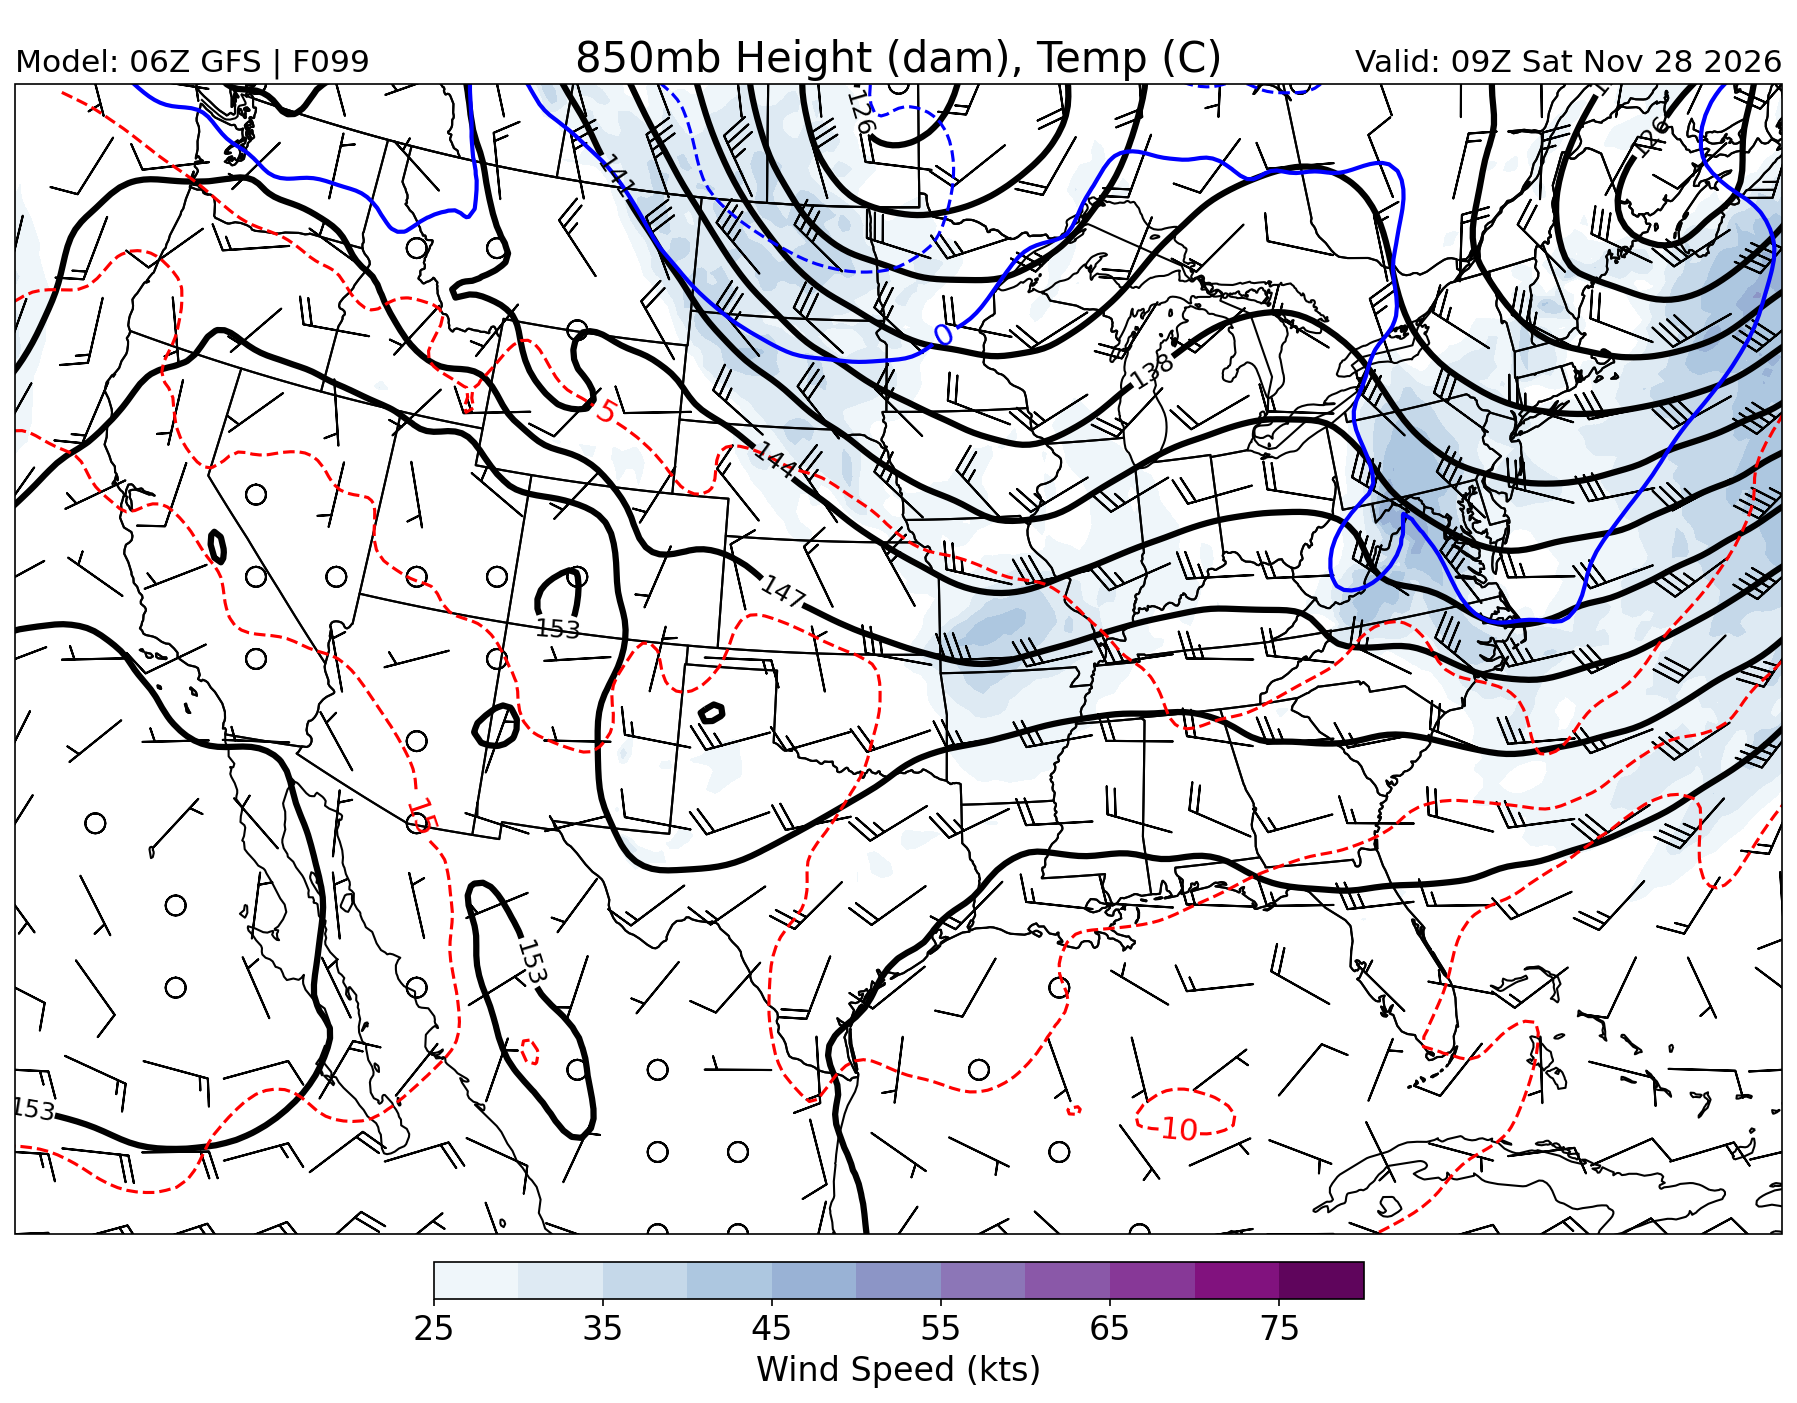 Model: 06Z GFS | F099
850mb Height (dam), Temp (C)
Valid: 09Z Sat Nov 28 2026
126
126
141
0
138
5
144
147
153
15
153
153
10
25 35 45 55 65 75
Wind Speed (kts)